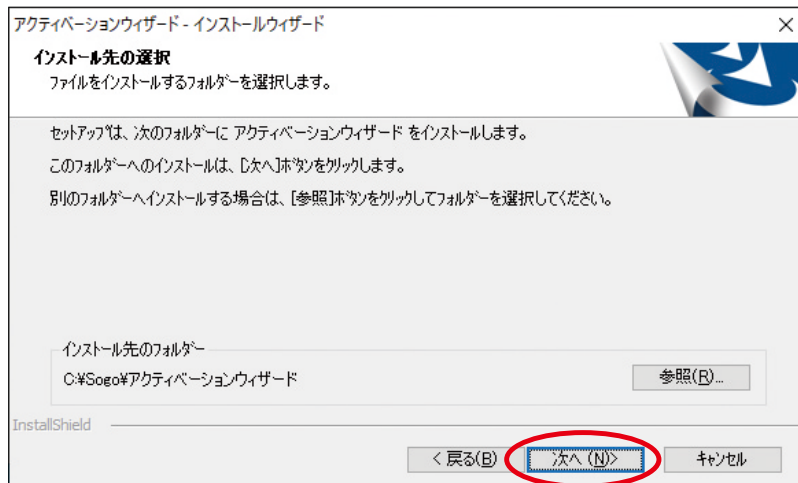 アクティベーションウィザード - インストールウィザード
インストール先の選択
ファイルをインストールするフォルダーを選択します。
セットアップは、次のフォルダーに アクティベーションウィザード をインストールします。
このフォルダーへのインストールは、[次へ]ボタンをクリックします。
別のフォルダーへインストールする場合は、[参照]ボタンをクリックしてフォルダーを選択してください。
インストール先のフォルダー
C:¥Sogo¥アクティベーションウィザード
参照(R)...
InstallShield
< 戻る(B)
次へ (N)>
キャンセル